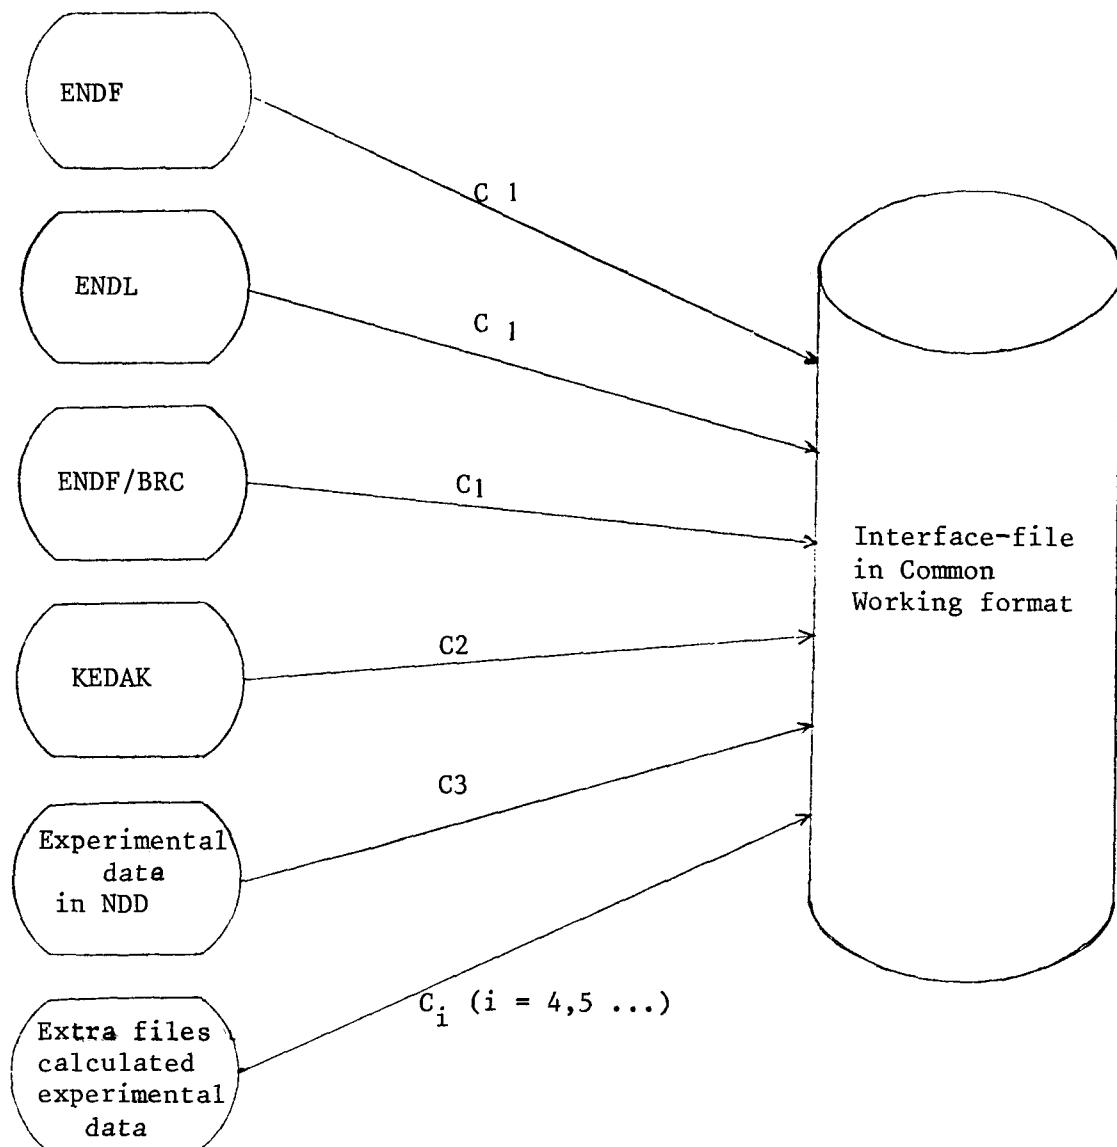 ENDF
C 1
ENDL
C 1
ENDF/BRC
C1
Interface-file
in Common
Working format
KEDAK
C2
Experimental
data
in NDD
C3
Extra files
calculated
experimental
data
C_i (i = 4,5 ...)